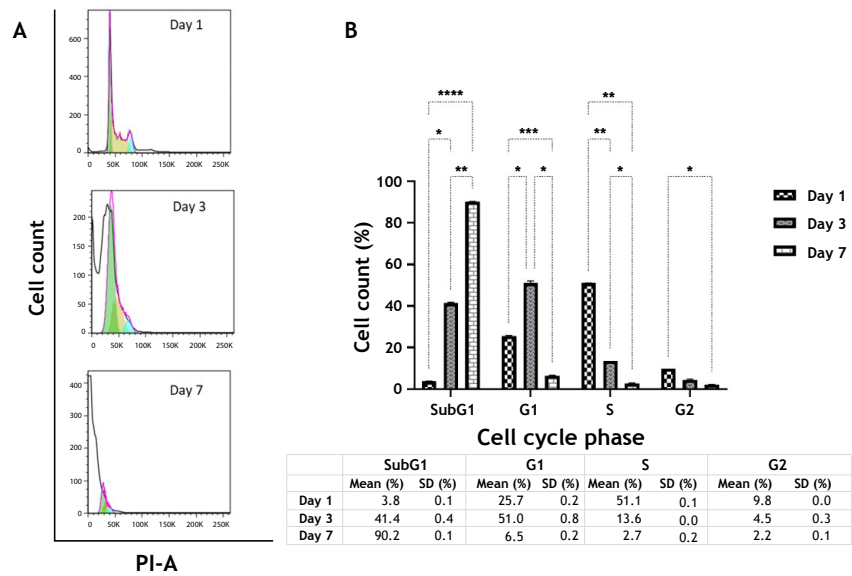 A
Day 1
600
400
200
0
0 50K 100K 150K 200K 250K
Day 3
200
150
100
50
0
0 50K 100K 150K 200K 250K
Day 7
400
300
200
100
0
0 50K 100K 150K 200K 250K
Cell count
PI-A
B
**** ** *** ** * ** * * * *
100
80
60
40
20
0
Cell count (%)
SubG1 G1 S G2
Cell cycle phase
Day 1
Day 3
Day 7
SubG1 G1 S G2
Mean (%) SD (%) Mean (%) SD (%) Mean (%) SD (%) Mean (%) SD (%)
Day 1 3.8 0.1 25.7 0.2 51.1 0.1 9.8 0.0
Day 3 41.4 0.4 51.0 0.8 13.6 0.0 4.5 0.3
Day 7 90.2 0.1 6.5 0.2 2.7 0.2 2.2 0.1